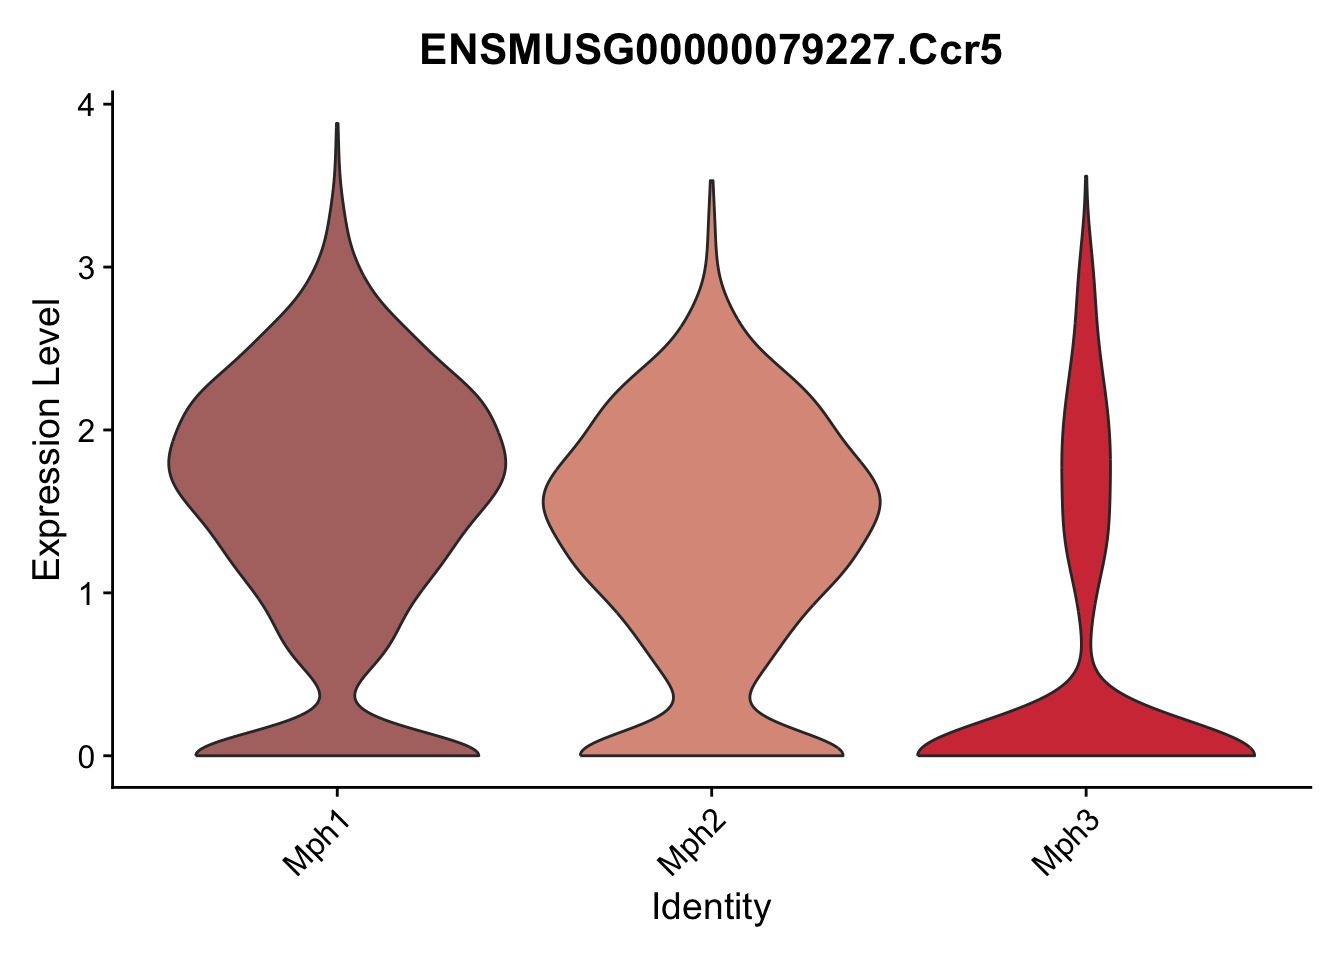 ENSMUSG00000079227.Ccr5
Expression Level
4
3
2
1
0
Mph1
Mph2
Mph3
Identity